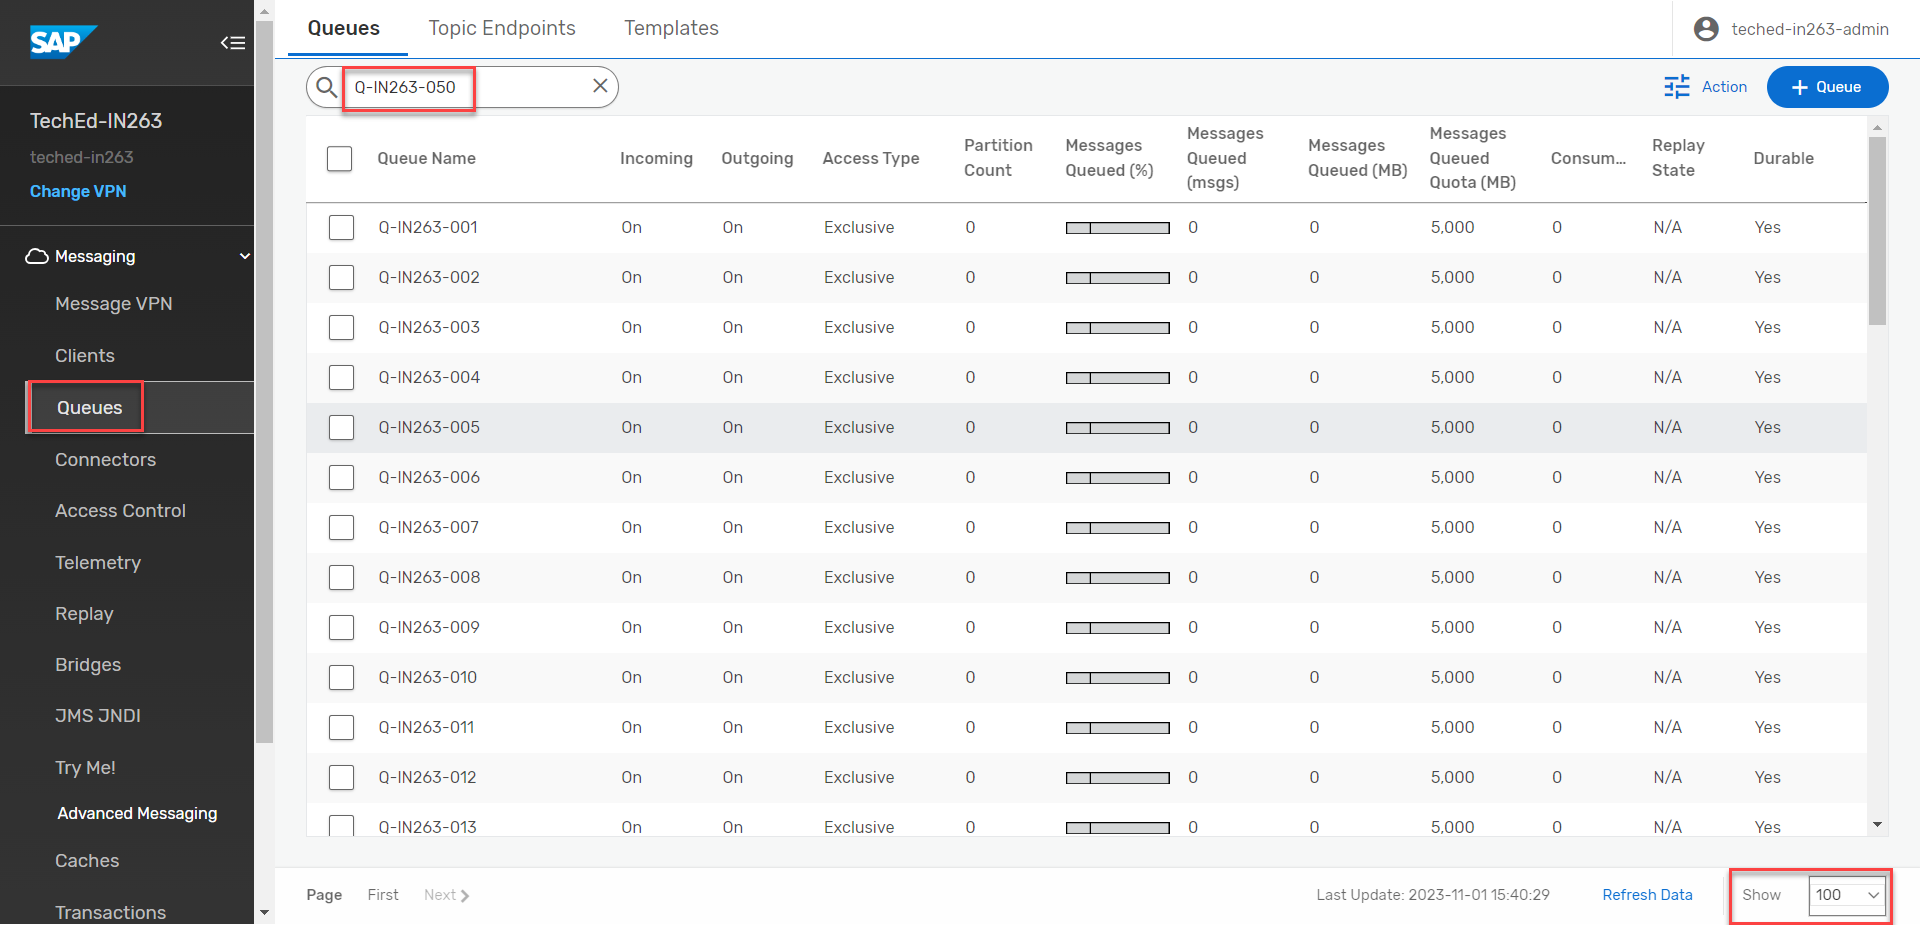 SAP
TechEd-IN263
teched-in263
Change VPN
Messaging
Message VPN
Clients
Queues
Connectors
Access Control
Telemetry
Replay
Bridges
JMS JNDI
Try Me!
Advanced Messaging
Caches
Transactions
Queues Topic Endpoints Templates
teched-in263-admin
Q-IN263-050
Action
+ Queue
Queue Name Incoming Outgoing Access Type Partition Count Messages Queued (%) Messages Queued (msgs) Messages Queued (MB) Messages Queued Quota (MB) Consum... Replay State Durable
Q-IN263-001 On On Exclusive 0 0 0 5,000 0 N/A Yes
Q-IN263-002 On On Exclusive 0 0 0 5,000 0 N/A Yes
Q-IN263-003 On On Exclusive 0 0 0 5,000 0 N/A Yes
Q-IN263-004 On On Exclusive 0 0 0 5,000 0 N/A Yes
Q-IN263-005 On On Exclusive 0 0 0 5,000 0 N/A Yes
Q-IN263-006 On On Exclusive 0 0 0 5,000 0 N/A Yes
Q-IN263-007 On On Exclusive 0 0 0 5,000 0 N/A Yes
Q-IN263-008 On On Exclusive 0 0 0 5,000 0 N/A Yes
Q-IN263-009 On On Exclusive 0 0 0 5,000 0 N/A Yes
Q-IN263-010 On On Exclusive 0 0 0 5,000 0 N/A Yes
Q-IN263-011 On On Exclusive 0 0 0 5,000 0 N/A Yes
Q-IN263-012 On On Exclusive 0 0 0 5,000 0 N/A Yes
Q-IN263-013 On On Exclusive 0 0 0 5,000 0 N/A Yes
Page First Next Last Update: 2023-11-01 15:40:29 Refresh Data Show 100